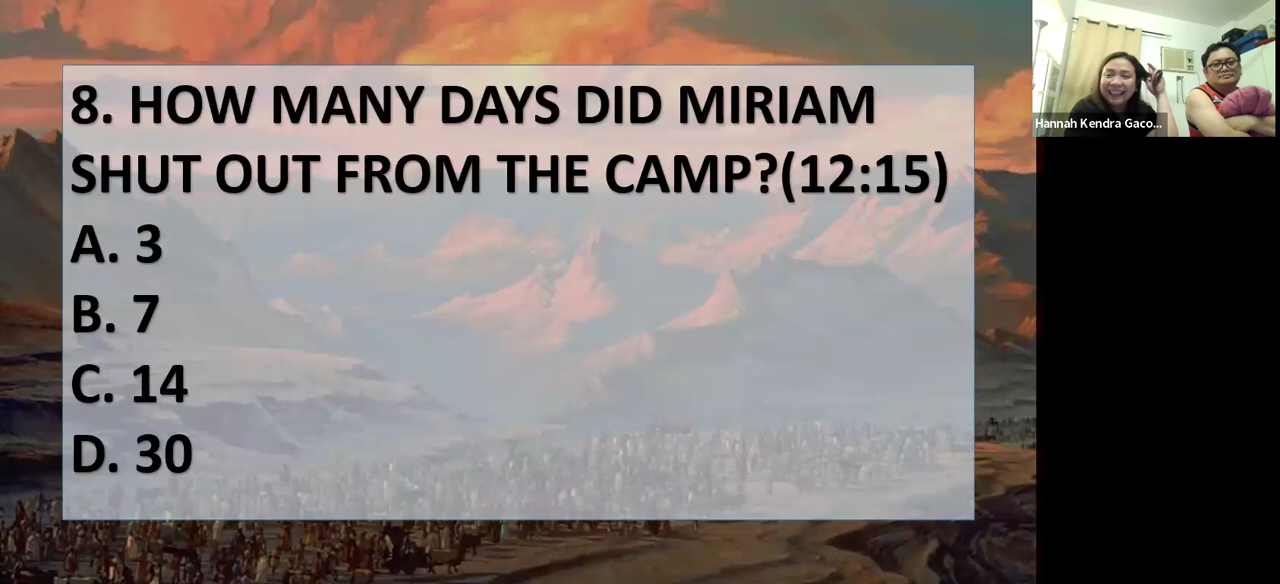 8. HOW MANY DAYS DID MIRIAM
SHUT OUT FROM THE CAMP?(12:15)
A. 3
B. 7
C. 14
D. 30
Hannah Kendra Gaco...